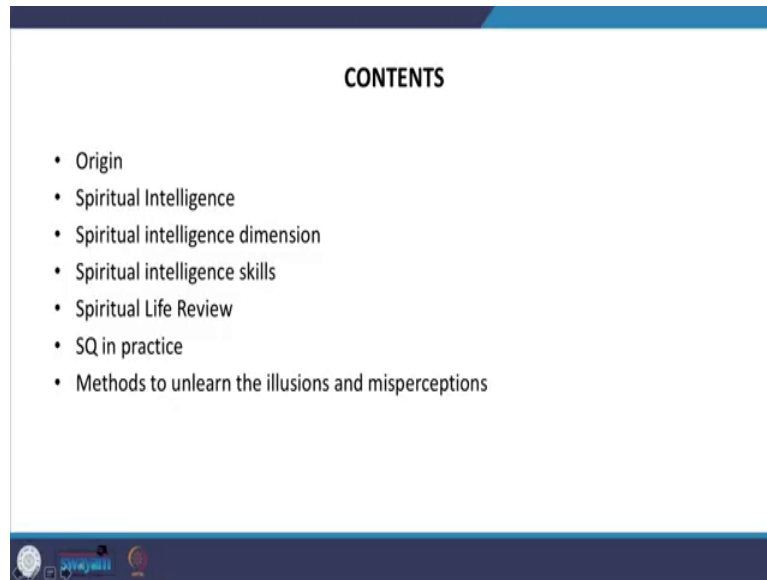 CONTENTS
• Origin
• Spiritual Intelligence
• Spiritual intelligence dimension
• Spiritual intelligence skills
• Spiritual Life Review
• SQ in practice
• Methods to unlearn the illusions and misperceptions
swayam